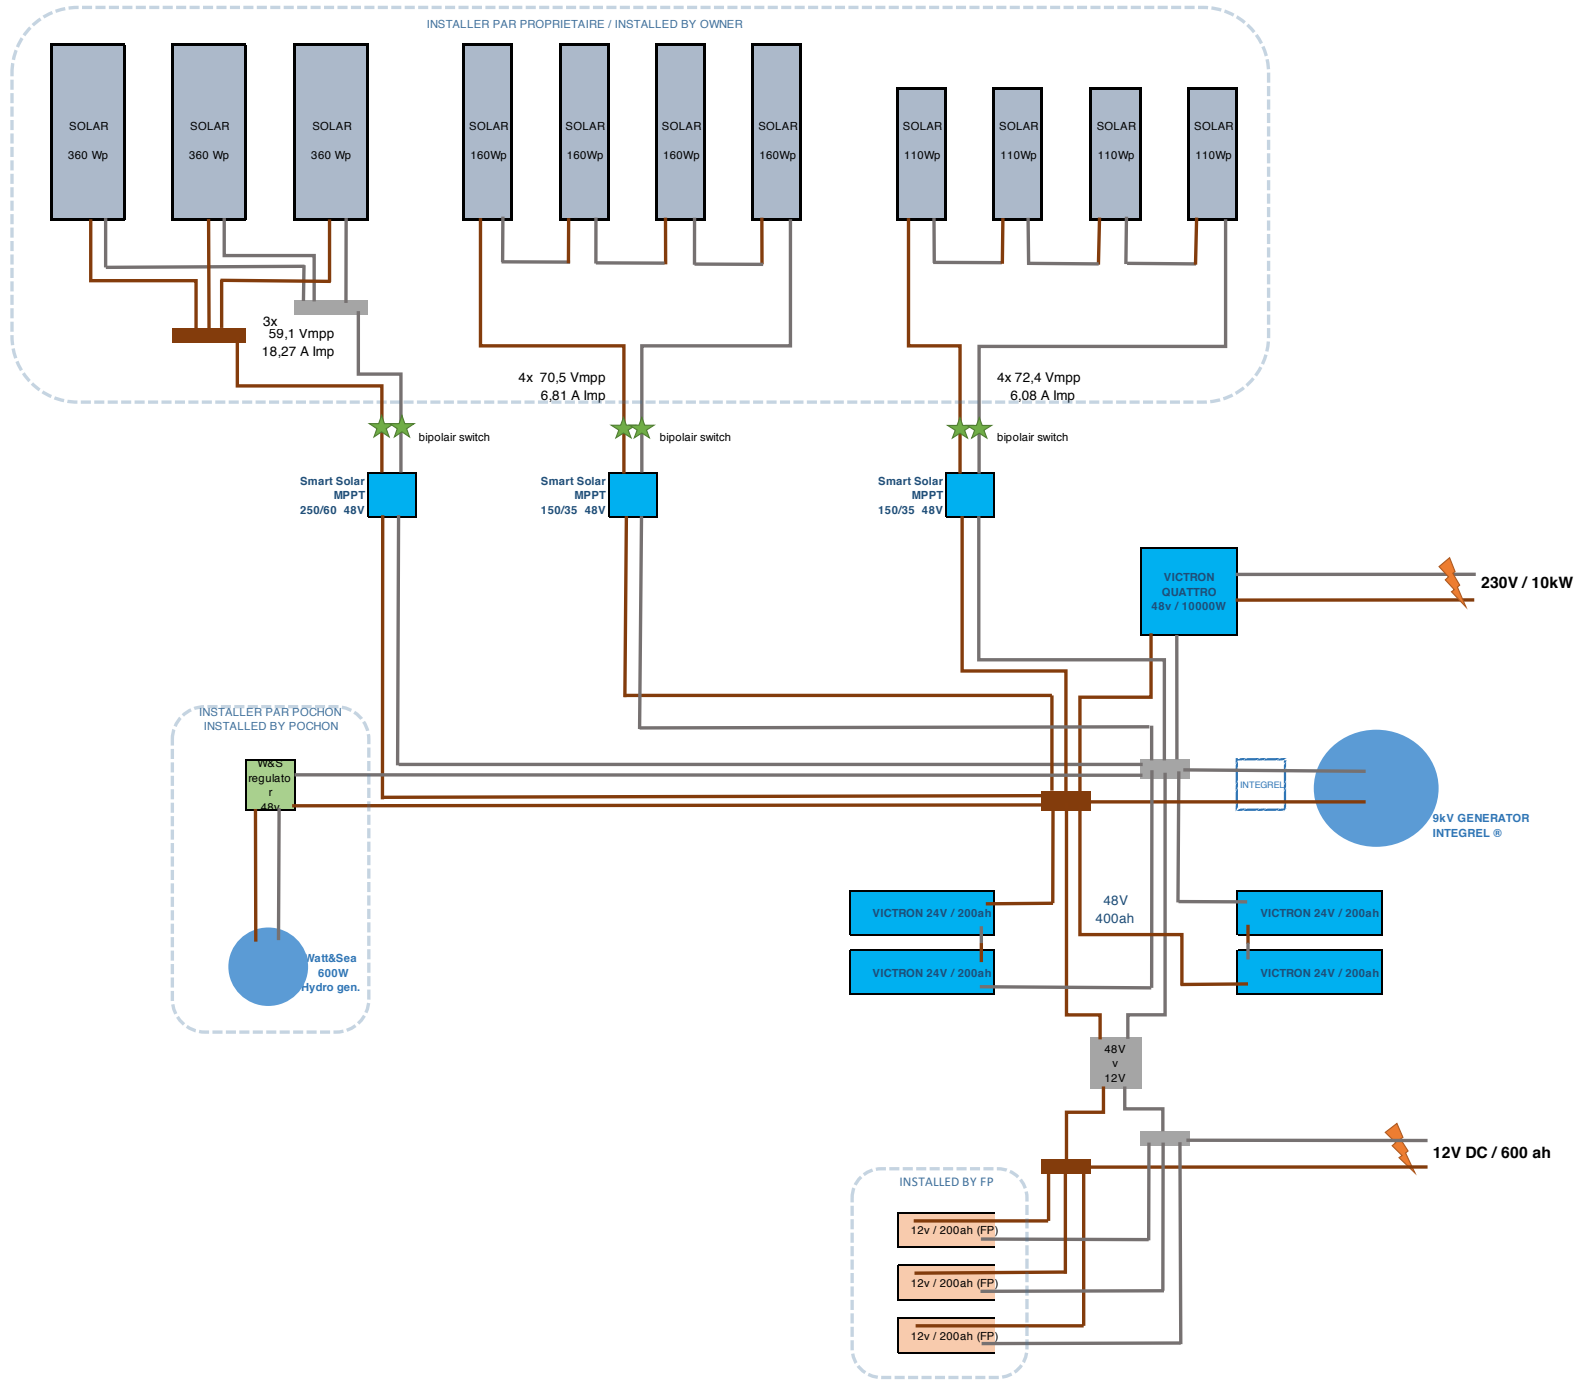 INSTALLER PAR PROPRIETAIRE / INSTALLED BY OWNER
SOLAR
360 Wp
SOLAR
360 Wp
SOLAR
360 Wp
SOLAR
160Wp
SOLAR
160Wp
SOLAR
160Wp
SOLAR
160Wp
SOLAR
110Wp
SOLAR
110Wp
SOLAR
110Wp
SOLAR
110Wp
3x
59,1 Vmpp
18,27 A Imp
4x 70,5 Vmpp
6,81 A Imp
4x 72,4 Vmpp
6,08 A Imp
bipolair switch
bipolair switch
bipolair switch
Smart Solar
MPPT
250/60 48V
Smart Solar
MPPT
150/35 48V
Smart Solar
MPPT
150/35 48V
VICTRON
QUATTRO
48v / 10000W
230V / 10kW
INSTALLER PAR POCHON
INSTALLED BY POCHON
W&S
regulato
r
48v
INTEGREL
9kV GENERATOR
INTEGREL ®
VICTRON 24V / 200ah
VICTRON 24V / 200ah
48V
400ah
VICTRON 24V / 200ah
VICTRON 24V / 200ah
Watt&Sea
600W
Hydro gen.
48V
v
12V
12V DC / 600 ah
INSTALLED BY FP
12v / 200ah (FP)
12v / 200ah (FP)
12v / 200ah (FP)